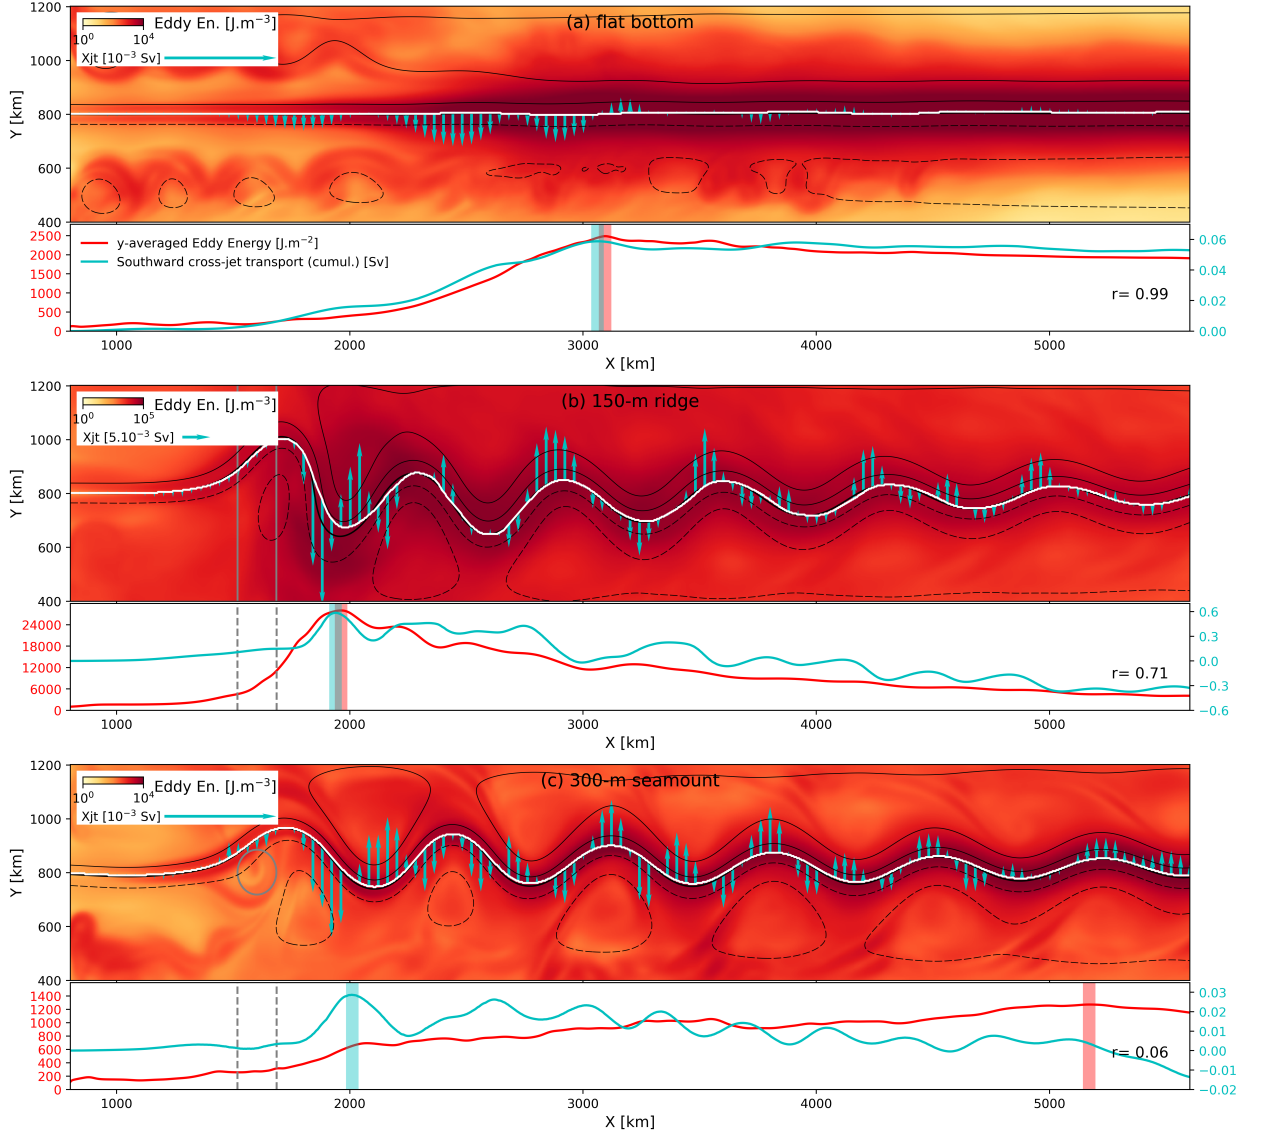 (a) flat bottom
Eddy En. [J.m⁻³]
10⁰ 10⁴
Xjt [10⁻³ Sv]
Y [km]
1200
1000
800
600
400
y-averaged Eddy Energy [J.m⁻²]
Southward cross-jet transport (cumul.) [Sv]
r= 0.99
2500
2000
1500
1000
500
0
0.06
0.04
0.02
0.00
1000 2000 3000 4000 5000
X [km]
(b) 150-m ridge
Eddy En. [J.m⁻³]
10⁰ 10⁵
Xjt [5.10⁻³ Sv]
Y [km]
1200
1000
800
600
400
r= 0.71
24000
18000
12000
6000
0
0.6
0.3
0.0
−0.3
−0.6
1000 2000 3000 4000 5000
X [km]
(c) 300-m seamount
Eddy En. [J.m⁻³]
10⁰ 10⁴
Xjt [10⁻³ Sv]
Y [km]
1200
1000
800
600
400
r= 0.06
1400
1200
1000
800
600
400
200
0
0.03
0.02
0.01
0.00
−0.01
−0.02
1000 2000 3000 4000 5000
X [km]